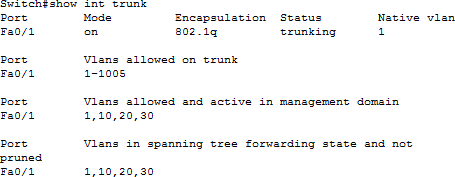 Switch#show int trunk
Port Mode Encapsulation Status Native vlan
Fa0/1 on 802.1q trunking 1
Port Vlans allowed on trunk
Fa0/1 1-1005
Port Vlans allowed and active in management domain
Fa0/1 1,10,20,30
Port Vlans in spanning tree forwarding state and not
pruned
Fa0/1 1,10,20,30